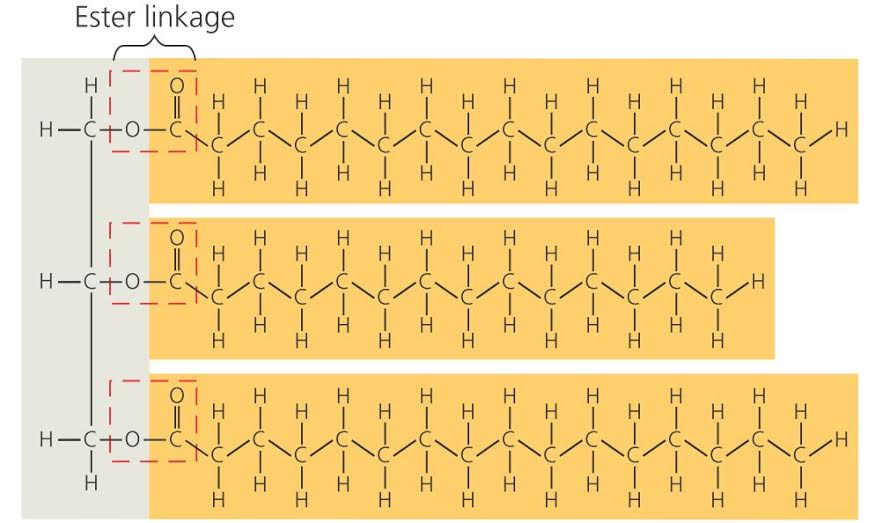 Ester linkage
H O H H H H H H H
H H H H H H H H
H—C—O—C C C C C C C C H
C C C C C C C C
H H H H H H H
H H H H H H H H
O H H H H H H
H H H H H H H
H—C—O—C C C C C C C H
C C C C C C C
H H H H H H
H H H H H H H
O H H H H H H H
H H H H H H H H
H—C—O—C C C C C C C C H
C C C C C C C C
H H H H H H H H
H H H H H H H H